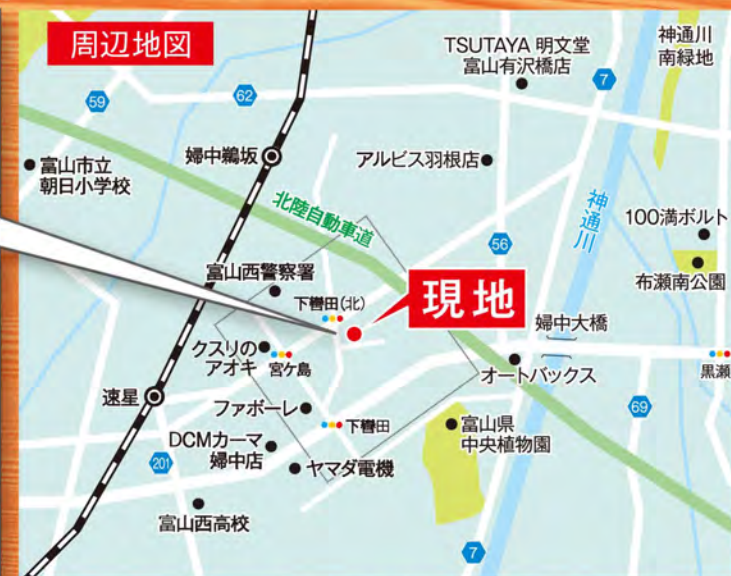 周辺地図
TSUTAYA 明文堂
富山有沢橋店
神通川
南緑地
7
59
62
婦中鵜坂
アルビス羽根店
富山市立
朝日小学校
北陸自動車道
神通川
100満ボルト
56
布瀬南公園
富山西警察署
下轡田(北)
現地
婦中大橋
クスリの
アオキ
宮ケ島
オートバックス
黒瀬
速星
ファボーレ
下轡田
69
富山県
中央植物園
DCMカーマ
婦中店
201
ヤマダ電機
富山西高校
7